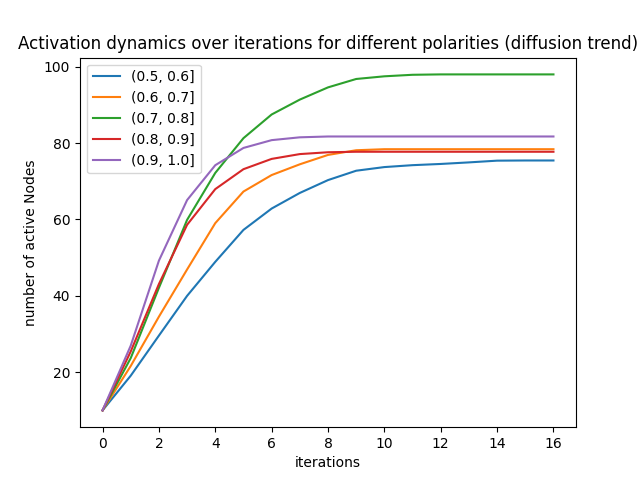 Activation dynamics over iterations for different polarities (diffusion trend)
100
80
60
40
20
number of active Nodes
(0.5, 0.6]
(0.6, 0.7]
(0.7, 0.8]
(0.8, 0.9]
(0.9, 1.0]
0 2 4 6 8 10 12 14 16
iterations